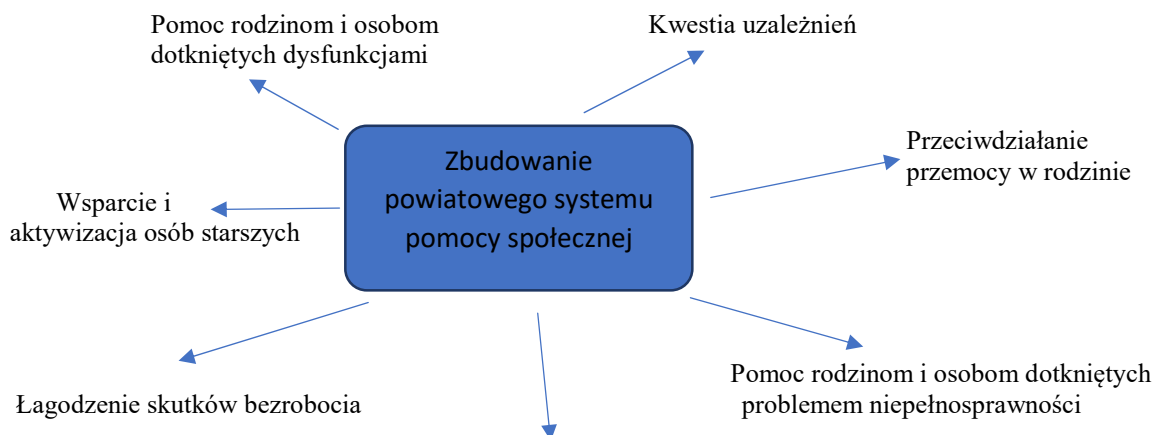 Pomoc rodzinom i osobom
dotkniętych dysfunkcjami
Kwestia uzależnień
Przeciwdziałanie
przemocy w rodzinie
Zbudowanie
powiatowego systemu
pomocy społecznej
Wsparcie i
aktywizacja osób starszych
Łagodzenie skutków bezrobocia
Pomoc rodzinom i osobom dotkniętych
problemem niepełnosprawności